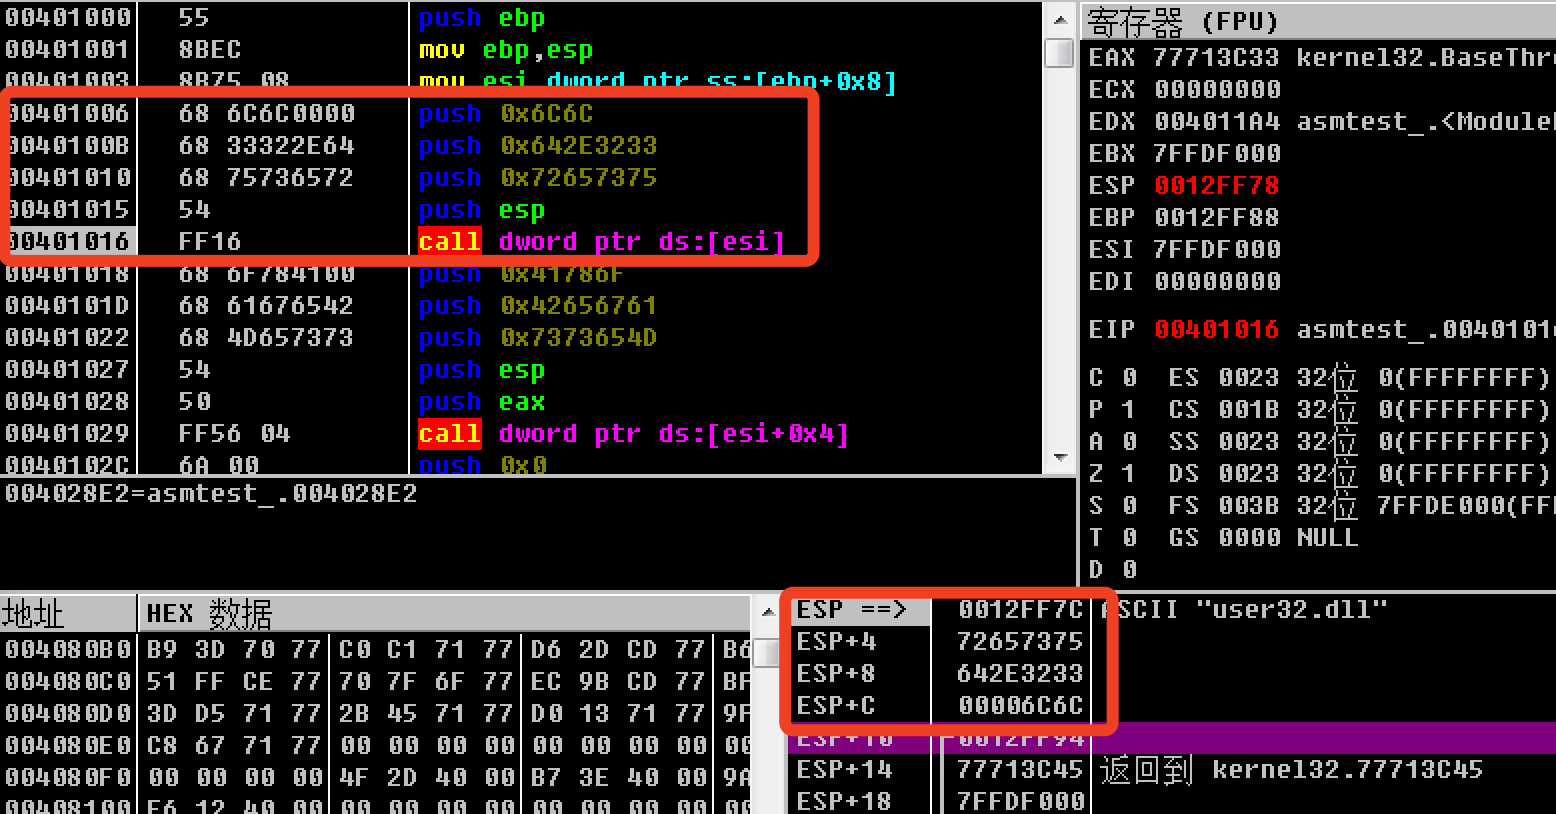 00401000 55 push ebp
00401001 8BEC mov ebp,esp
00401003 8B75 08 mov esi dword ptr ss:[ebp+0x8]
00401006 68 6C6C0000 push 0x6C6C
0040100B 68 33322E64 push 0x642E3233
00401010 68 75736572 push 0x72657375
00401015 54 push esp
00401016 FF16 call dword ptr ds:[esi]
00401018 68 6F784100 push 0x41786F
0040101D 68 61676542 push 0x42656761
00401022 68 4D657373 push 0x7373654D
00401027 54 push esp
00401028 50 push eax
00401029 FF56 04 call dword ptr ds:[esi+0x4]
0040102C 6A 00 push 0x0
004028E2=asmtest_.004028E2
寄存器 (FPU)
EAX 77713C33 kernel32.BaseThr
ECX 00000000
EDX 004011A4 asmtest_.<Module
EBX 7FFDF000
ESP 0012FF78
EBP 0012FF88
ESI 7FFDF000
EDI 00000000
EIP 00401016 asmtest_.0040101
C 0 ES 0023 32位 0(FFFFFFFF)
P 1 CS 001B 32位 0(FFFFFFFF)
A 0 SS 0023 32位 0(FFFFFFFF)
Z 1 DS 0023 32位 0(FFFFFFFF)
S 0 FS 003B 32位 7FFDE000(FFF
T 0 GS 0000 NULL
D 0
地址 HEX 数据
004080B0 B9 3D 70 77 C0 C1 71 77 D6 2D CD 77 B6
004080C0 51 FF CE 77 70 7F 6F 77 EC 9B CD 77 BF
004080D0 3D D5 71 77 2B 45 71 77 D0 13 71 77 9F
004080E0 C8 67 71 77 00 00 00 00 00 00 00 00 00
004080F0 00 00 00 00 4F 2D 40 00 B7 3E 40 00 9A
00408100 E6 12 40 00 00 00 00 00 00 00 00 00 00
ESP ==> 0012FF7C ASCII "user32.dll"
ESP+4 72657375
ESP+8 642E3233
ESP+C 00006C6C
ESP+10 0012FF94
ESP+14 77713C45 返回到 kernel32.77713C45
ESP+18 7FFDF000